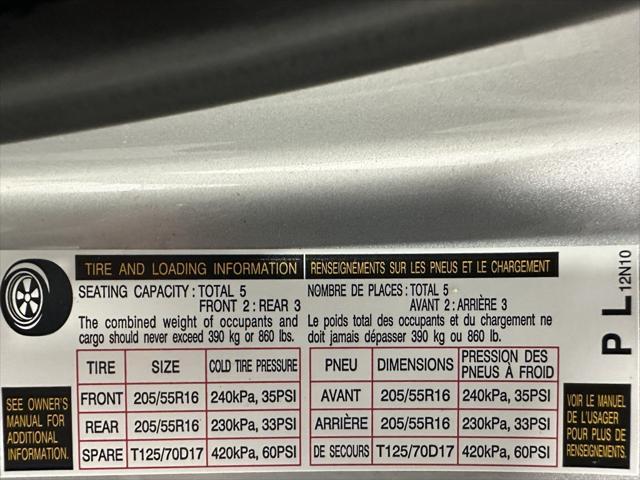 TIRE AND LOADING INFORMATION
SEATING CAPACITY : TOTAL 5
FRONT 2 : REAR 3
The combined weight of occupants and
cargo should never exceed 390 kg or 860 lbs.
TIRE SIZE COLD TIRE PRESSURE
FRONT 205/55R16 240kPa, 35PSI
REAR 205/55R16 230kPa, 33PSI
SPARE T125/70D17 420kPa, 60PSI
SEE OWNER'S
MANUAL FOR
ADDITIONAL
INFORMATION.
RENSEIGNEMENTS SUR LES PNEUS ET LE CHARGEMENT
NOMBRE DE PLACES : TOTAL 5
AVANT 2 : ARRIÈRE 3
Le poids total des occupants et du chargement ne
doit jamais dépasser 390 kg ou 860 lb.
PNEU DIMENSIONS PRESSION DES
PNEUS À FROID
AVANT 205/55R16 240kPa, 35PSI
ARRIÈRE 205/55R16 230kPa, 33PSI
DE SECOURS T125/70D17 420kPa, 60PSI
VOIR LE MANUEL
DE L'USAGER
POUR PLUS DE
RENSEIGNEMENTS.
P L 12N10